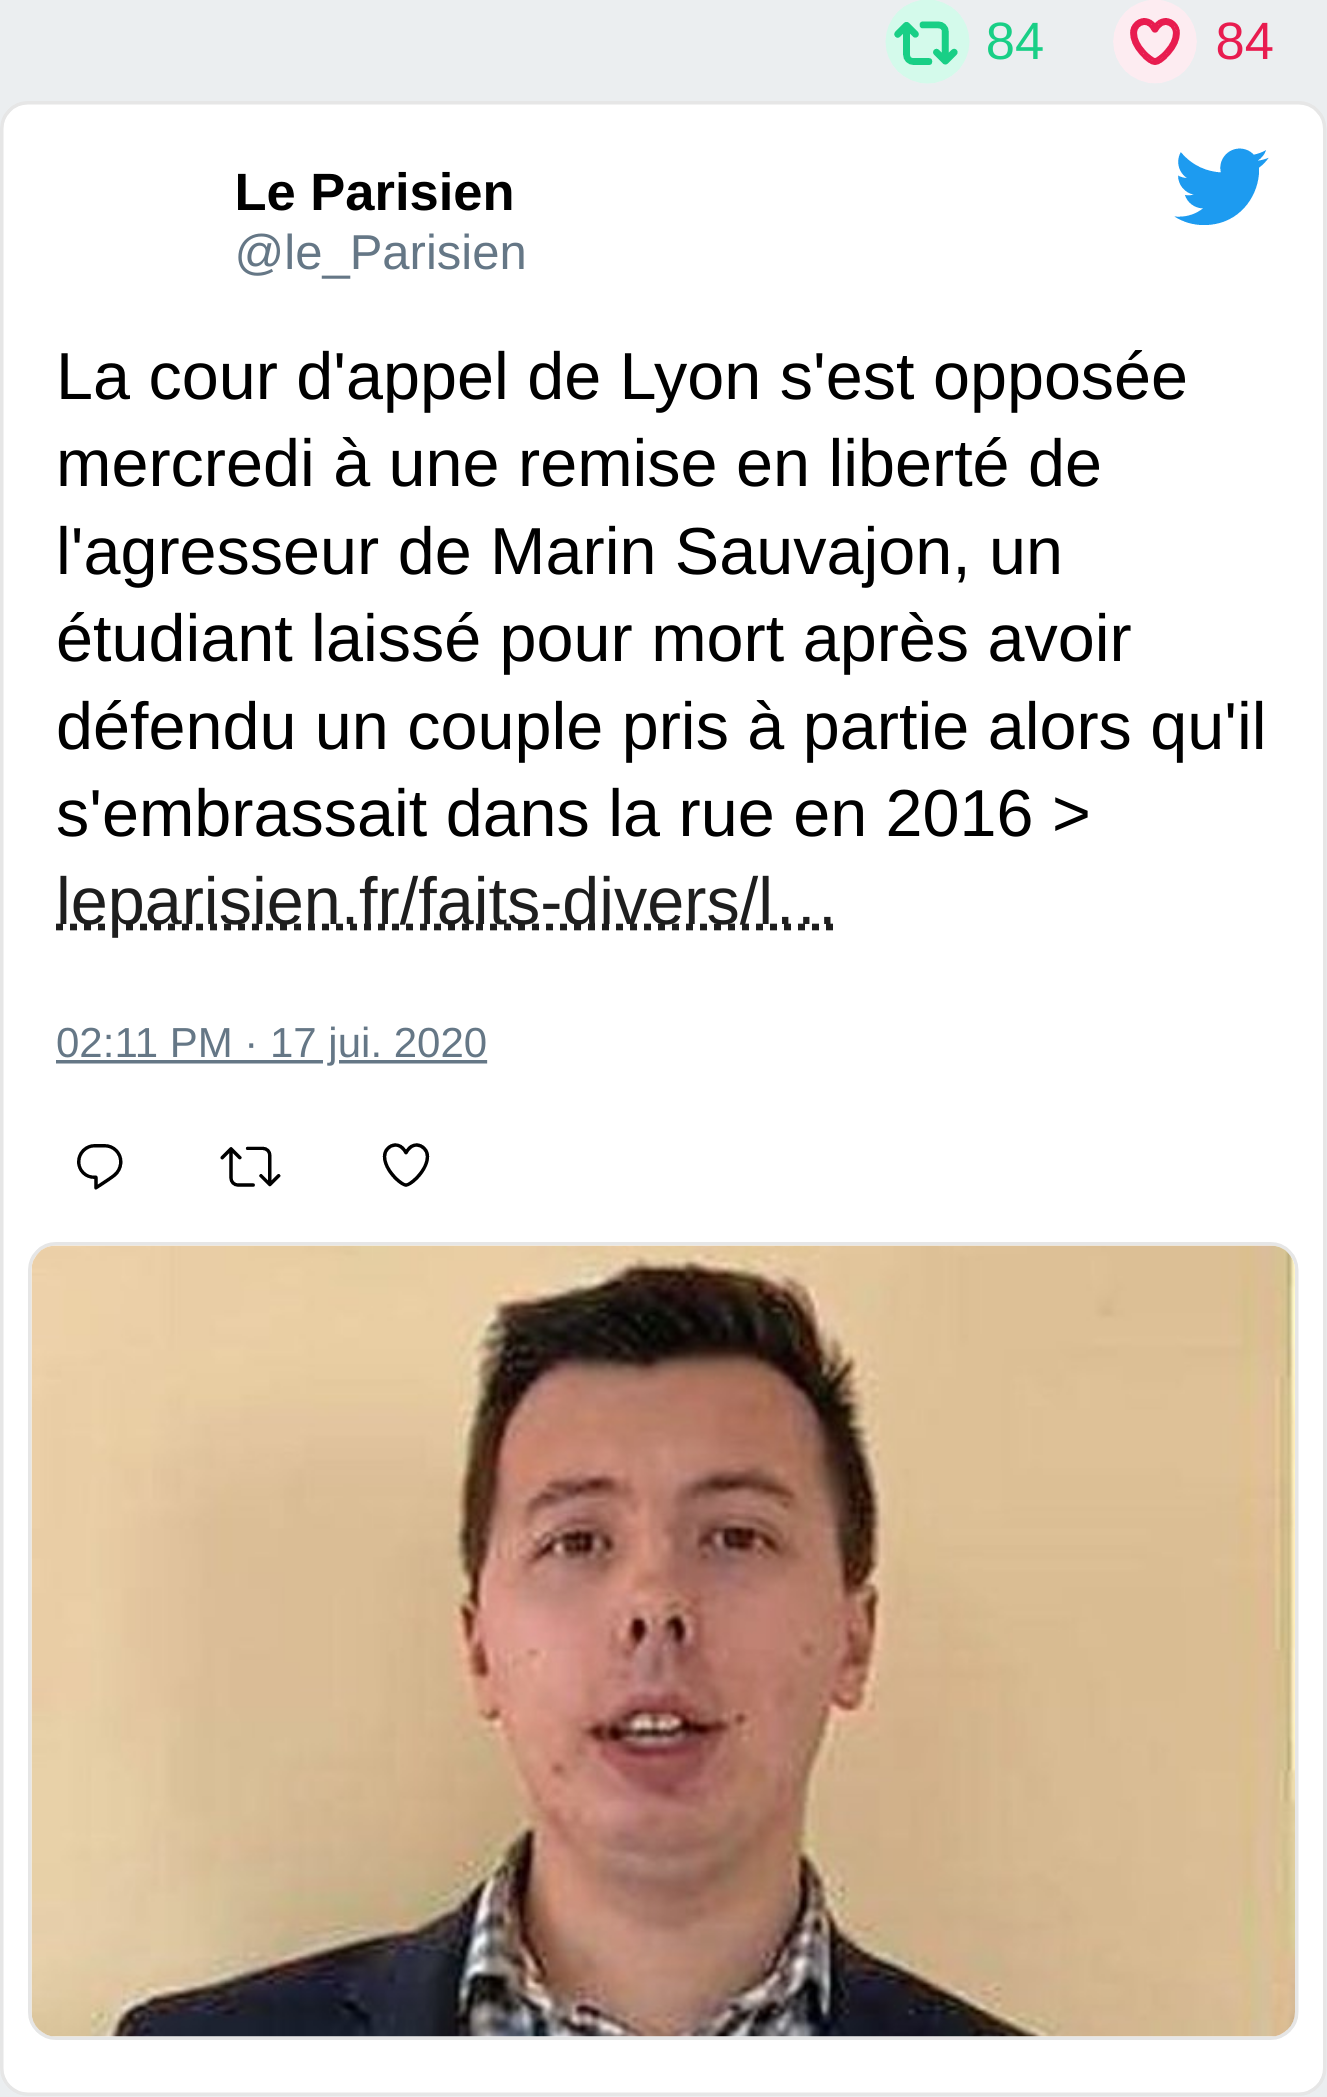 84 84
Le Parisien
@le_Parisien
La cour d'appel de Lyon s'est opposée
mercredi à une remise en liberté de
l'agresseur de Marin Sauvajon, un
étudiant laissé pour mort après avoir
défendu un couple pris à partie alors qu'il
s'embrassait dans la rue en 2016 >
leparisien.fr/faits-divers/l…
02:11 PM · 17 jui. 2020